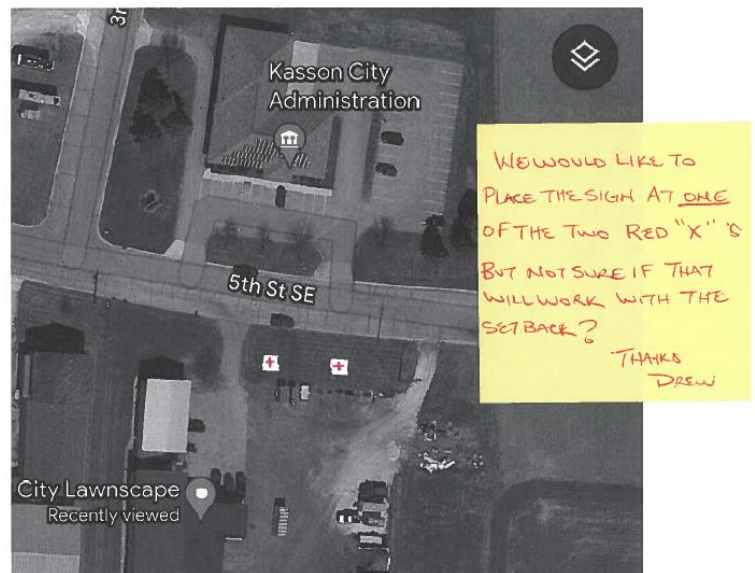 3r
Kasson City
Administration
5th St SE
City Lawnscape
Recently viewed
WE WOULD LIKE TO
PLACE THE SIGN AT ONE
OF THE TWO RED "X"'S
BUT NOT SURE IF THAT
WILL WORK WITH THE
SETBACK?
THANKS
DREW